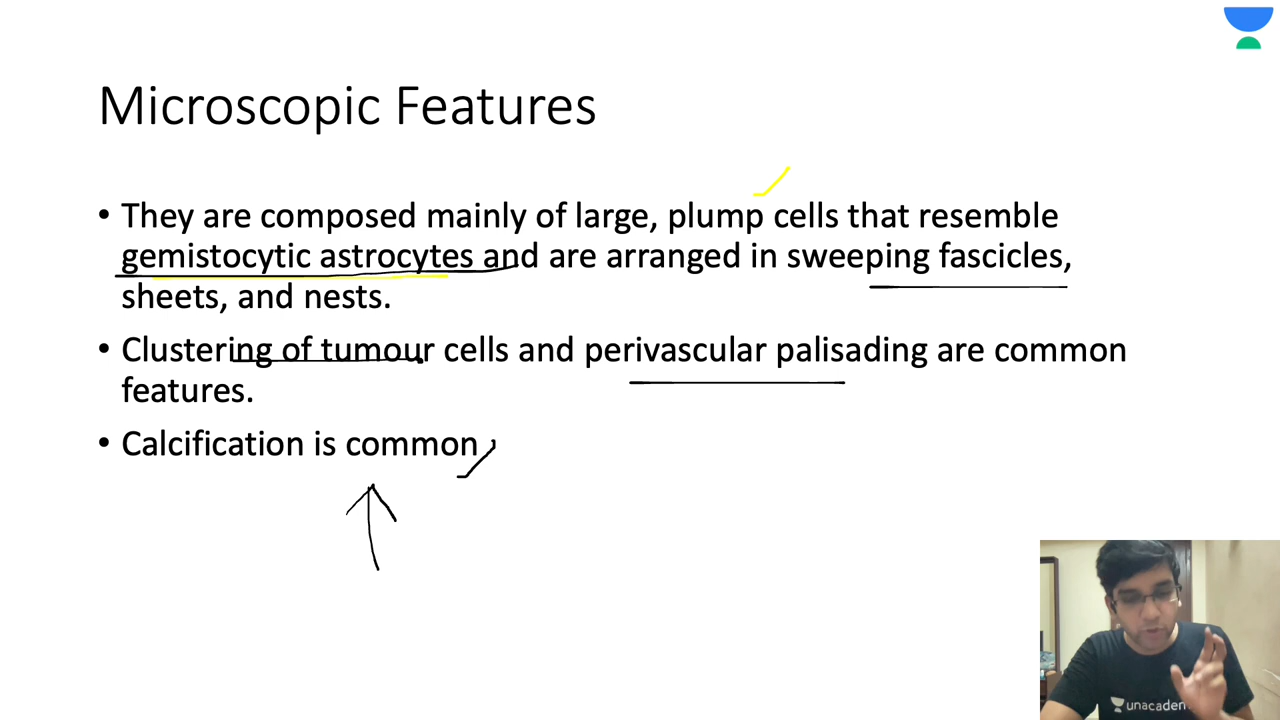 Microscopic Features
• They are composed mainly of large, plump cells that resemble
gemistocytic astrocytes and are arranged in sweeping fascicles,
sheets, and nests.
• Clustering of tumour cells and perivascular palisading are common
features.
• Calcification is common